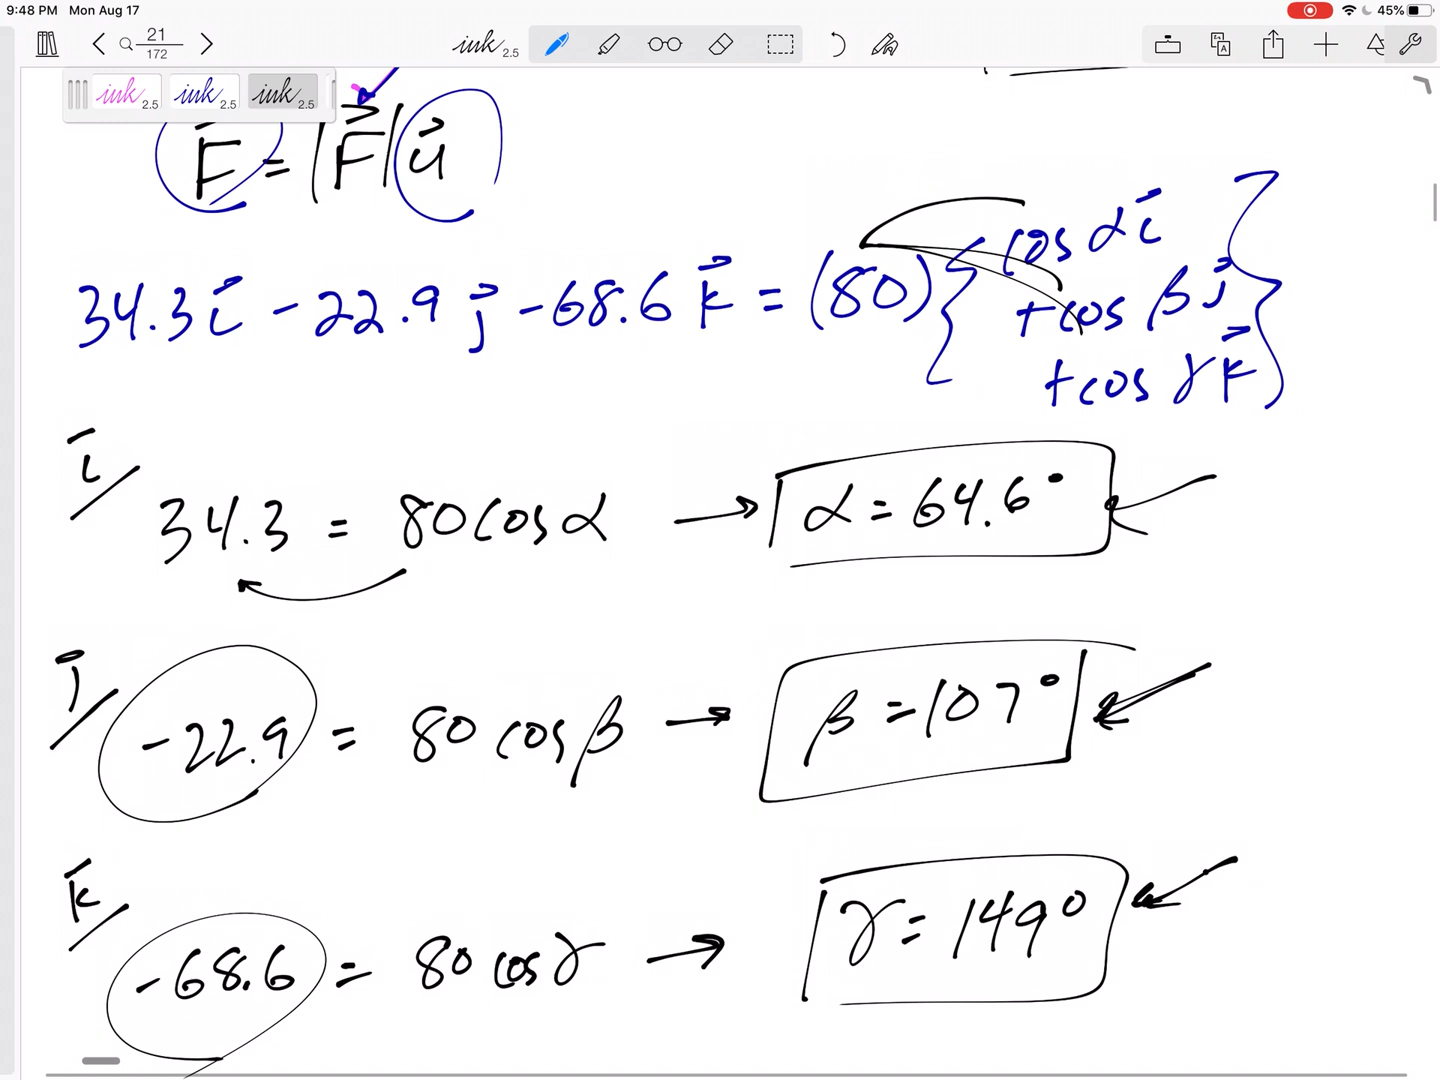 9:48 PM Mon Aug 17
45%
21
172
ink 2.5
ink 2.5 ink 2.5 ink 2.5
F⃗ = |F⃗| u⃗
34.3 i⃗ - 22.9 j⃗ - 68.6 k⃗ = (80) { cos α i⃗
+cos β j⃗
+cos γ k⃗ }
i⃗
34.3 = 80 cos α → α = 64.6°
j⃗
-22.9 = 80 cos β → β = 107°
k⃗
-68.6 = 80 cos γ → γ = 149°